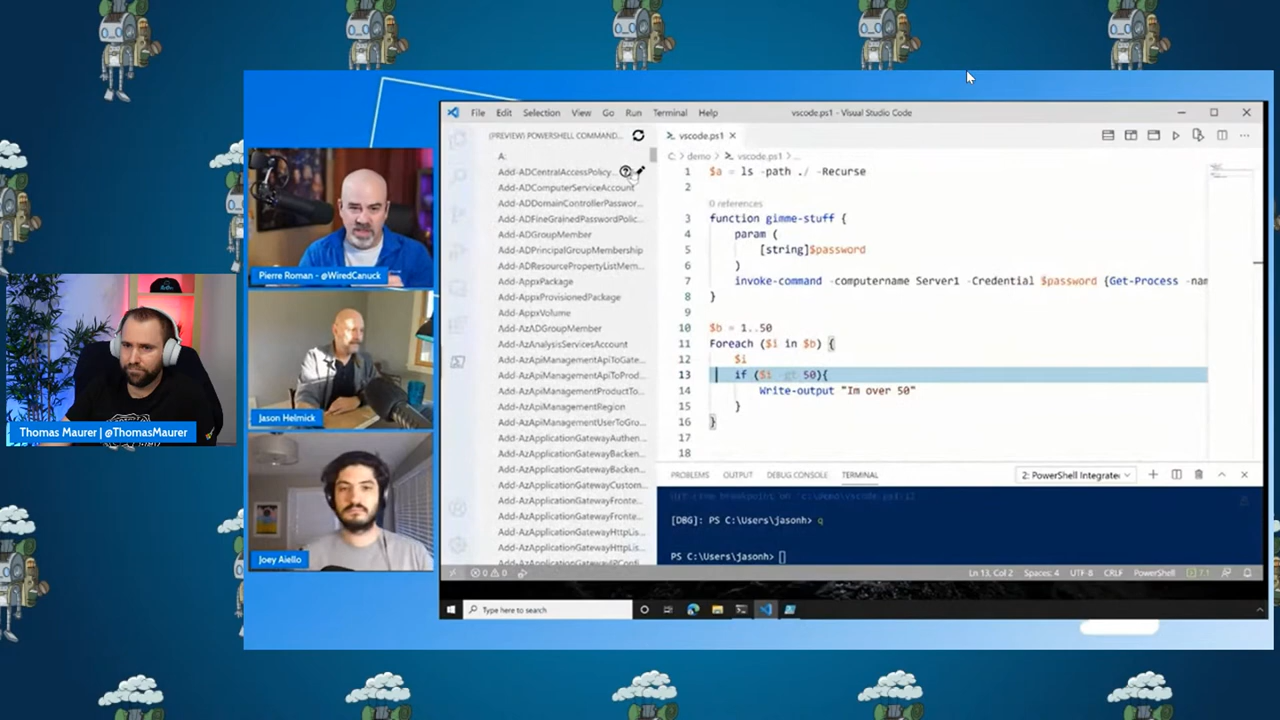 File Edit Selection View Go Run Terminal Help
vscode.ps1 - Visual Studio Code
(PREVIEW) POWERSHELL COMMAND...
A:
Add-ADCentralAccessPolicy...
Add-ADComputerServiceAccount
Add-ADDomainControllerPasswor...
Add-ADFineGrainedPasswordPolic...
Add-ADGroupMember
Add-ADPrincipalGroupMembership
Add-ADResourcePropertyListMem...
Add-AppxPackage
Add-AppxProvisionedPackage
Add-AppxVolume
Add-AzADGroupMember
Add-AzAnalysisServicesAccount
Add-AzApiManagementApiToGate...
Add-AzApiManagementApiToProd...
Add-AzApiManagementProductTo...
Add-AzApiManagementRegion
Add-AzApiManagementUserToGro...
Add-AzApplicationGatewayAuthen...
Add-AzApplicationGatewayBacken...
Add-AzApplicationGatewayBacken...
Add-AzApplicationGatewayCustom...
Add-AzApplicationGatewayFronte...
Add-AzApplicationGatewayFronte...
Add-AzApplicationGatewayHttpLis...
Add-AzApplicationGatewayHttpLis...
vscode.ps1
C: > demo > vscode.ps1 > ...
1 $a = ls -path ./ -Recurse
2
0 references
3 function gimme-stuff {
4 param (
5 [string]$password
6 )
7 invoke-command -computername Server1 -Credential $password {Get-Process -nam
8 }
9
10 $b = 1..50
11 Foreach ($i in $b) {
12 $i
13 if ($i -gt 50){
14 Write-output "Im over 50"
15 }
16 }
17
18
PROBLEMS OUTPUT DEBUG CONSOLE TERMINAL
2: PowerShell Integrate
[DBG]: PS C:\Users\jasonh> q
PS C:\Users\jasonh>
0 0
Ln 13, Col 2 Spaces: 4 UTF-8 CRLF PowerShell 7.1
Type here to search
Pierre Roman - @WiredCanuck
Jason Helmick
Joey Aiello
Thomas Maurer | @ThomasMaurer